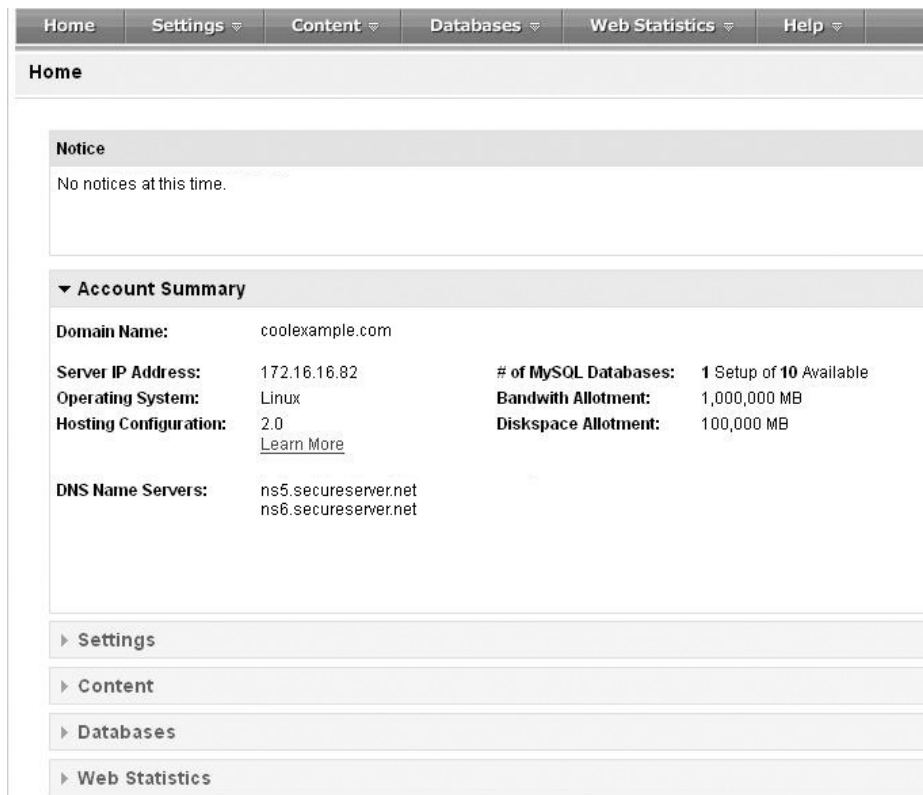 Home Settings Content Databases Web Statistics Help
Home
Notice
No notices at this time.
Account Summary
Domain Name: coolexample.com
Server IP Address: 172.16.16.82 # of MySQL Databases: 1 Setup of 10 Available
Operating System: Linux Bandwith Allotment: 1,000,000 MB
Hosting Configuration: 2.0 Diskspace Allotment: 100,000 MB
Learn More
DNS Name Servers: ns5.secureserver.net
ns6.secureserver.net
Settings
Content
Databases
Web Statistics